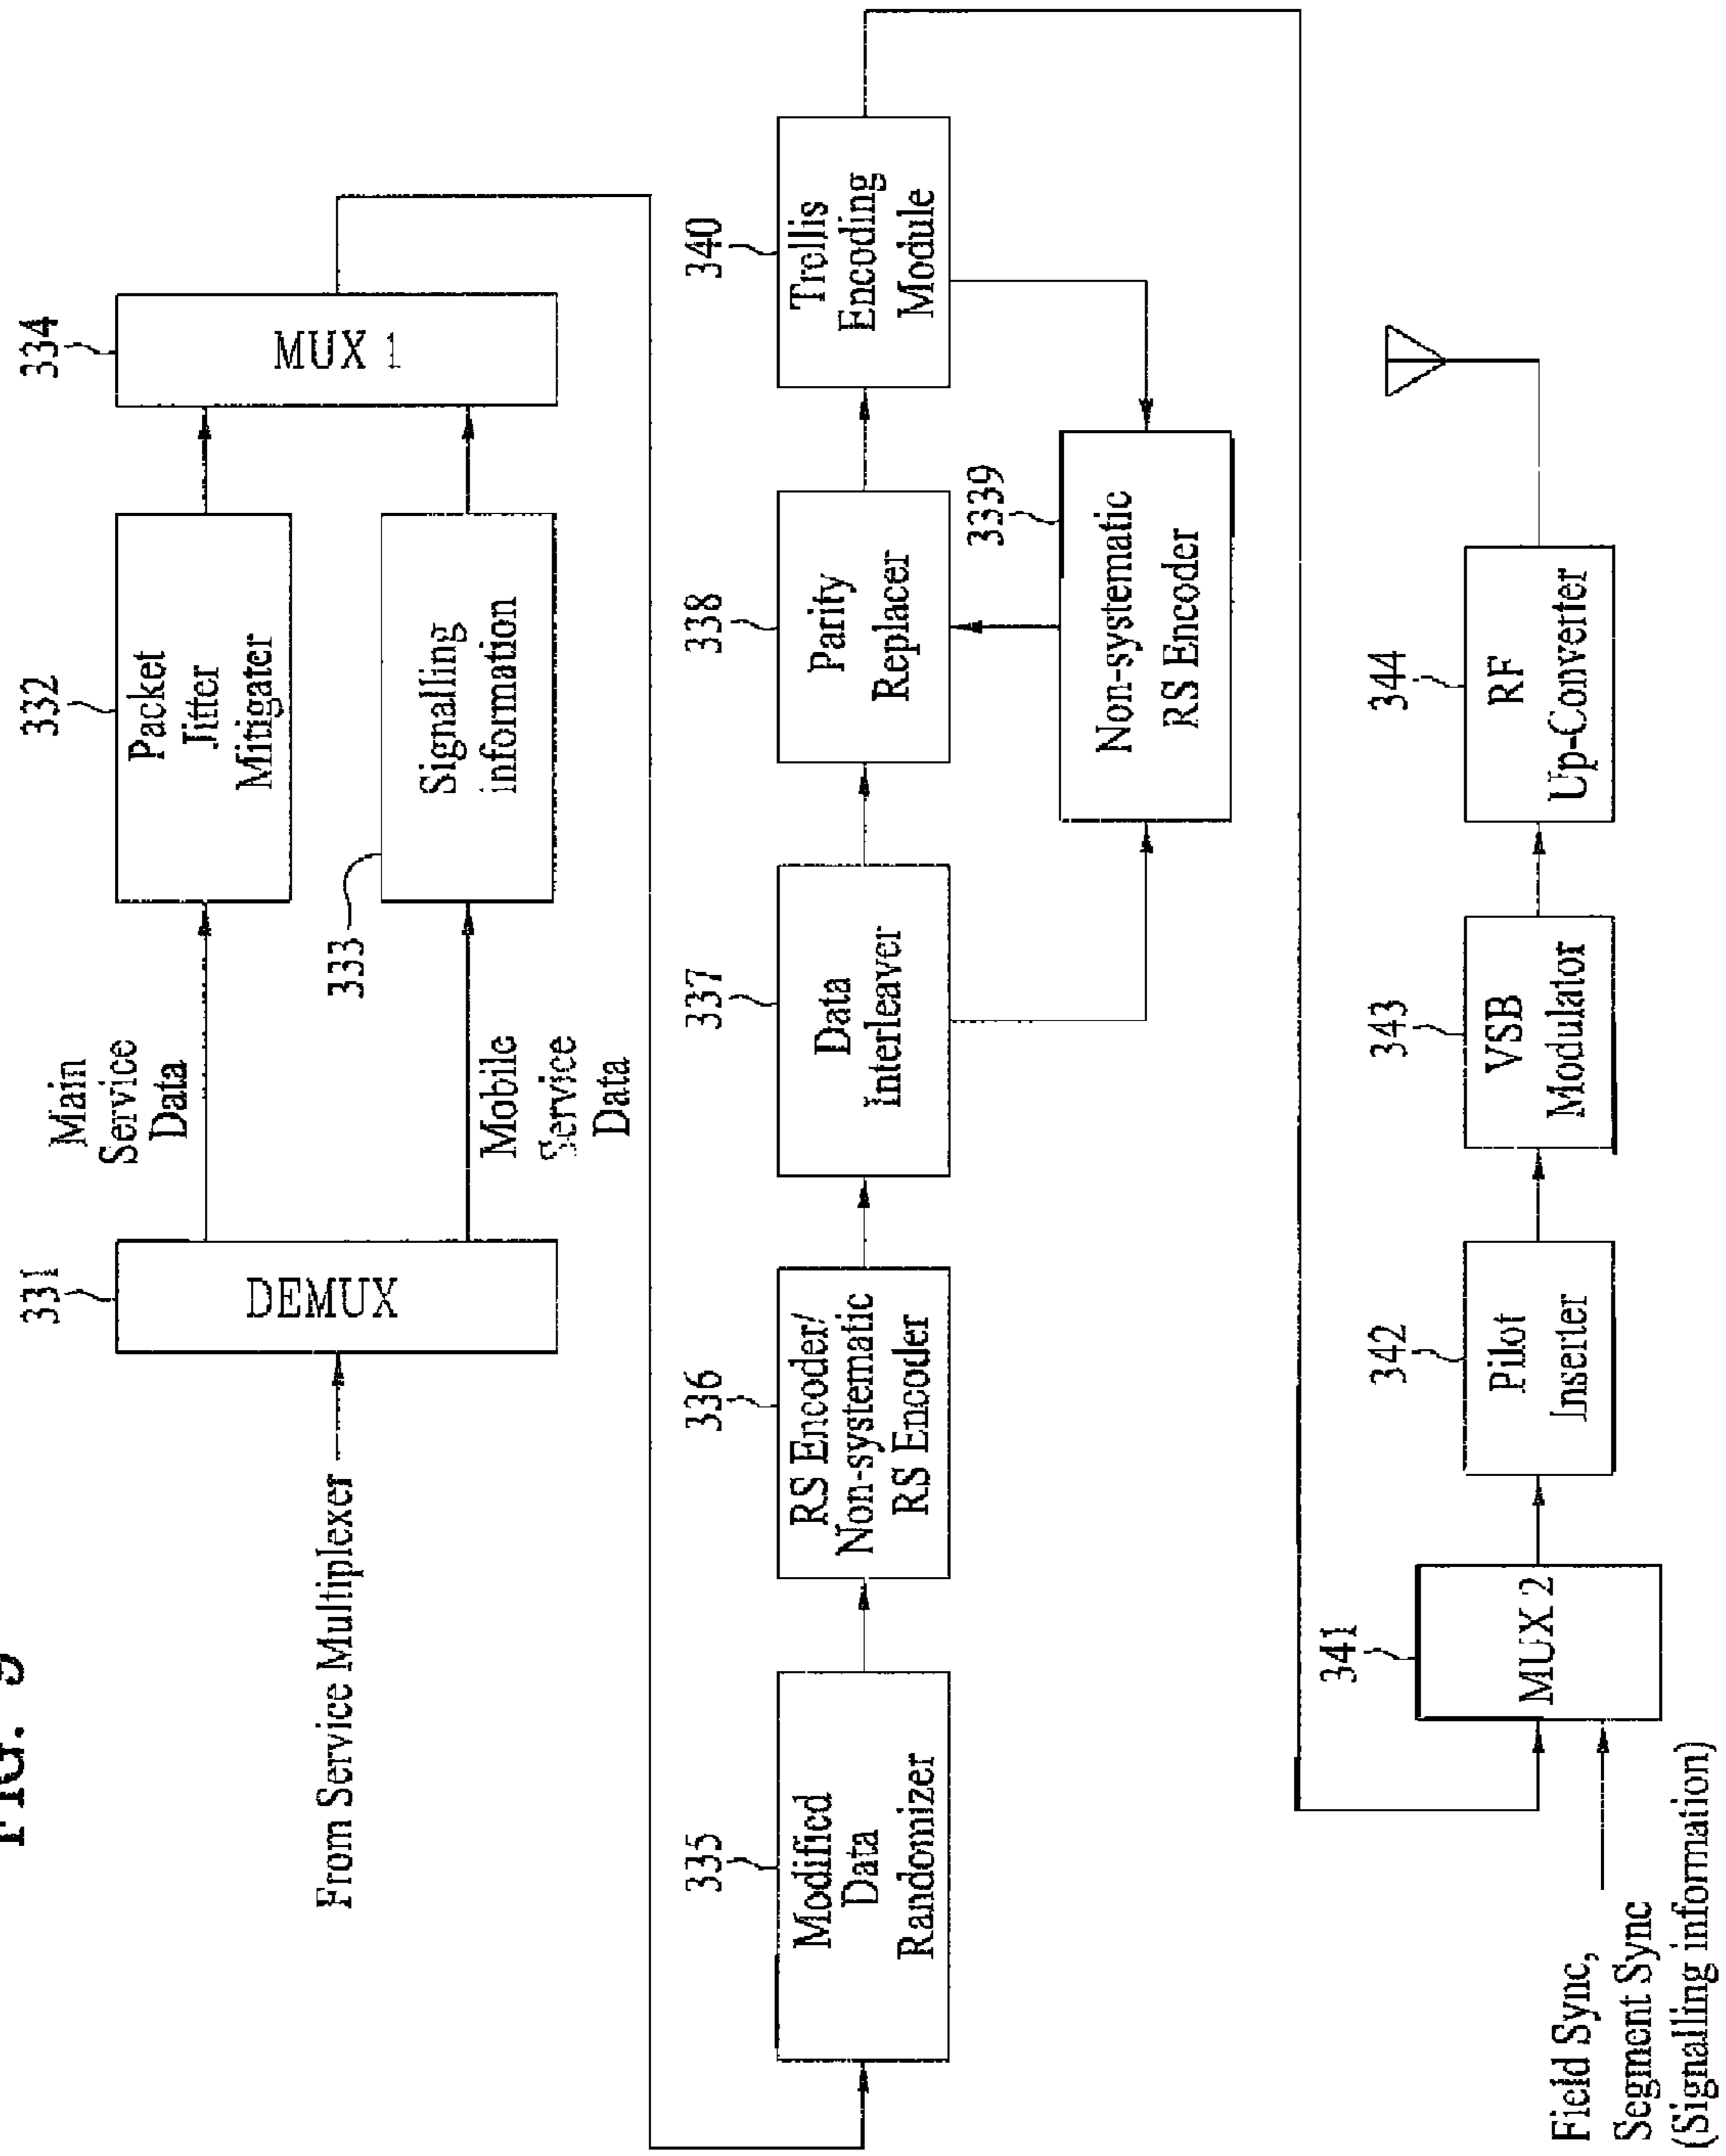 FIG. 9
331
332
334
Main
Service
Data
Packet
Jitter
Mitigater
From Service Multiplexer
DEMUX
MUX 1
333
Mobile
Service
Data
Signalling
information
335
336
337
338
340
Modified
Data
Randomizer
RS Encoder/
Non-systematic
RS Encoder
Data
Interleaver
Parity
Replacer
Trellis
Encoding
Module
3339
Non-systematic
RS Encoder
341
342
343
344
MUX 2
Pilot
Inserter
VSB
Modulator
RF
Up-Converter
Field Sync,
Segment Sync
(Signalling information)